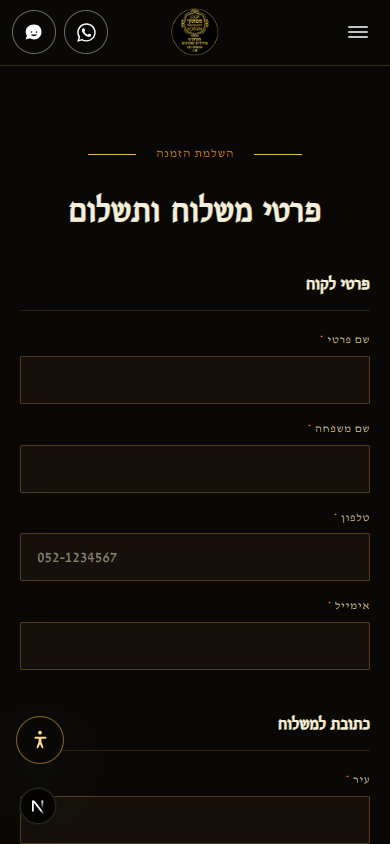 השלמת הזמנה
פרטי משלוח ותשלום
פרטי לקוח
שם פרטי *
שם משפחה *
טלפון *
052-1234567
אימייל *
כתובת למשלוח
עיר *
N